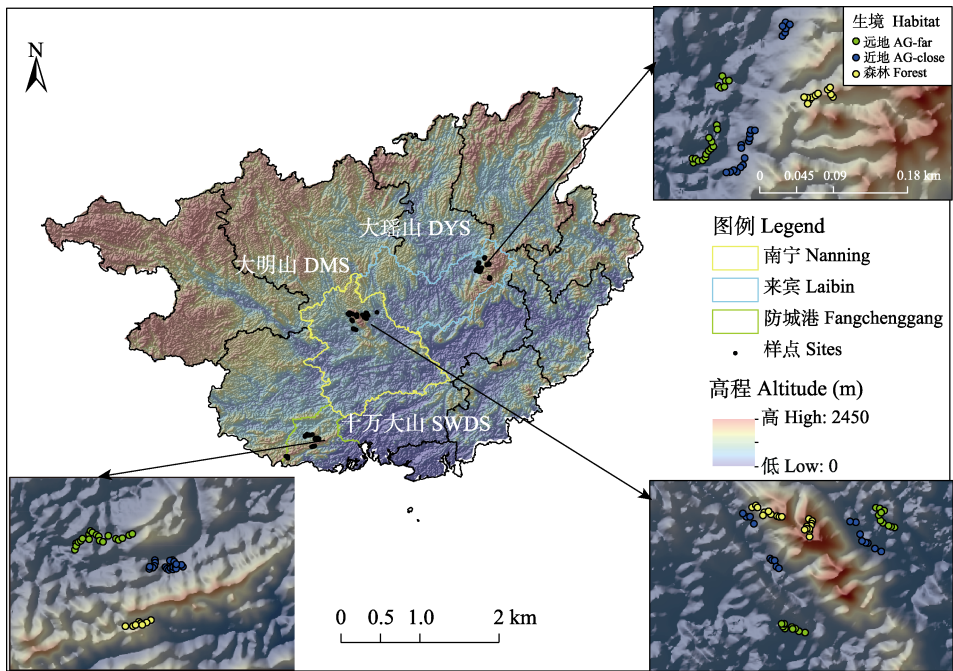 N
生境 Habitat
远地 AG-far
近地 AG-close
森林 Forest
0 0.045 0.09 0.18 km
大瑶山 DYS
大明山 DMS
十万大山 SWDS
图例 Legend
南宁 Nanning
来宾 Laibin
防城港 Fangchenggang
样点 Sites
高程 Altitude (m)
高 High: 2450
低 Low: 0
0 0.5 1.0 2 km